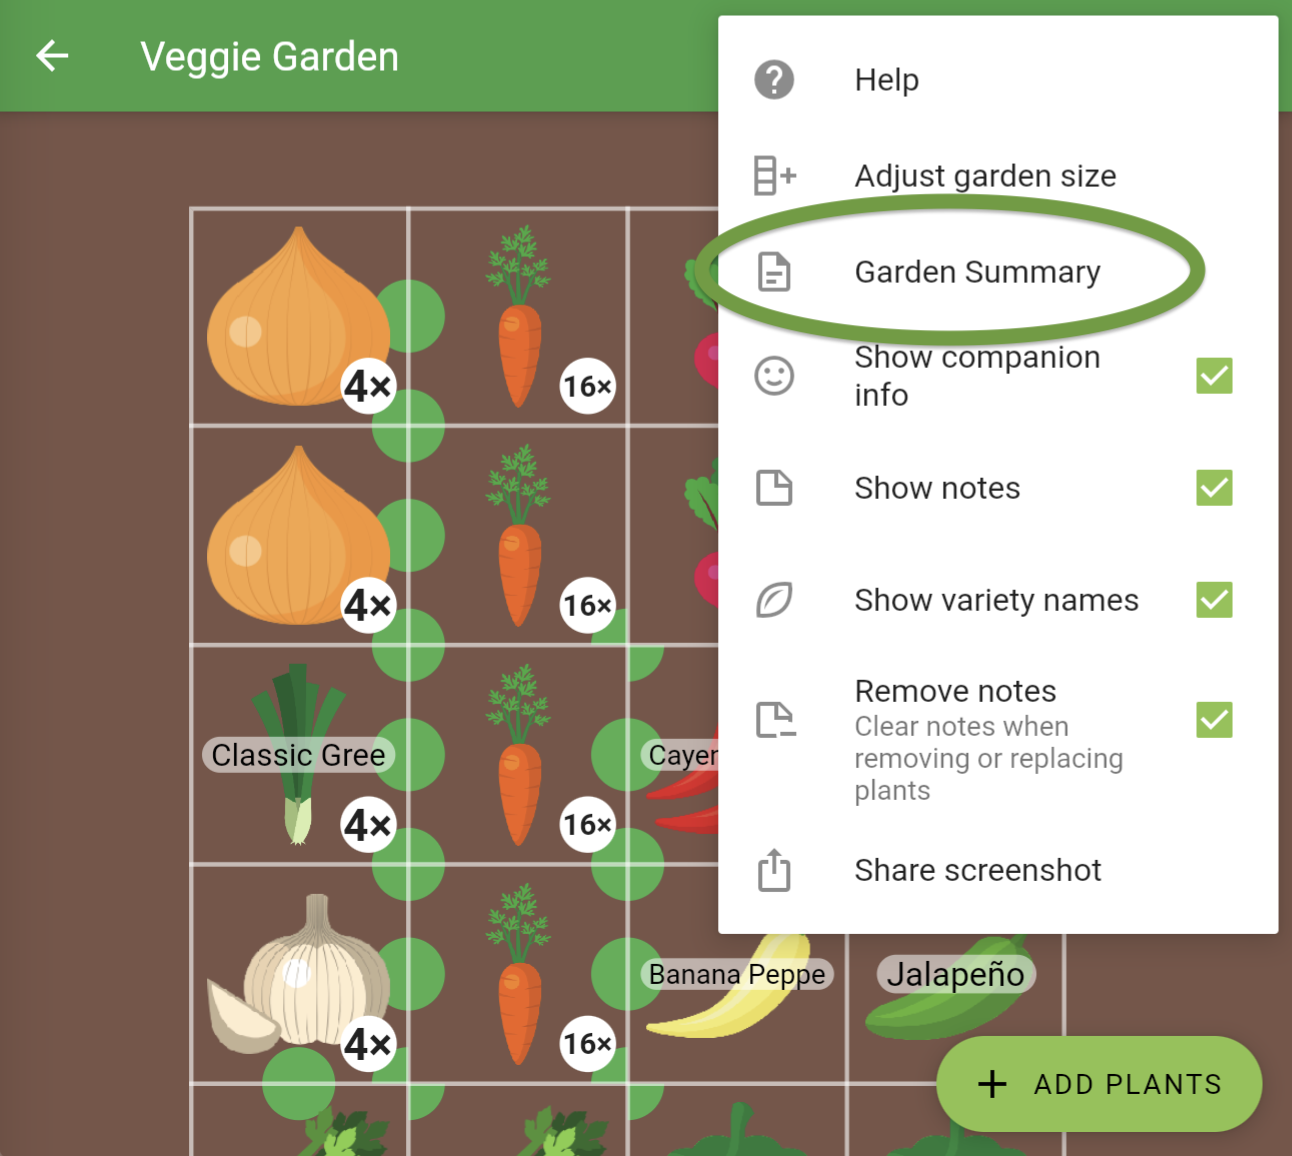 Veggie Garden
Help
Adjust garden size
Garden Summary
Show companion
info
Show notes
Show variety names
Remove notes
Clear notes when
removing or replacing
plants
Share screenshot
4×
16×
4×
16×
Classic Gree
4×
16×
Cayen
4×
16×
Banana Peppe
Jalapeño
+ ADD PLANTS